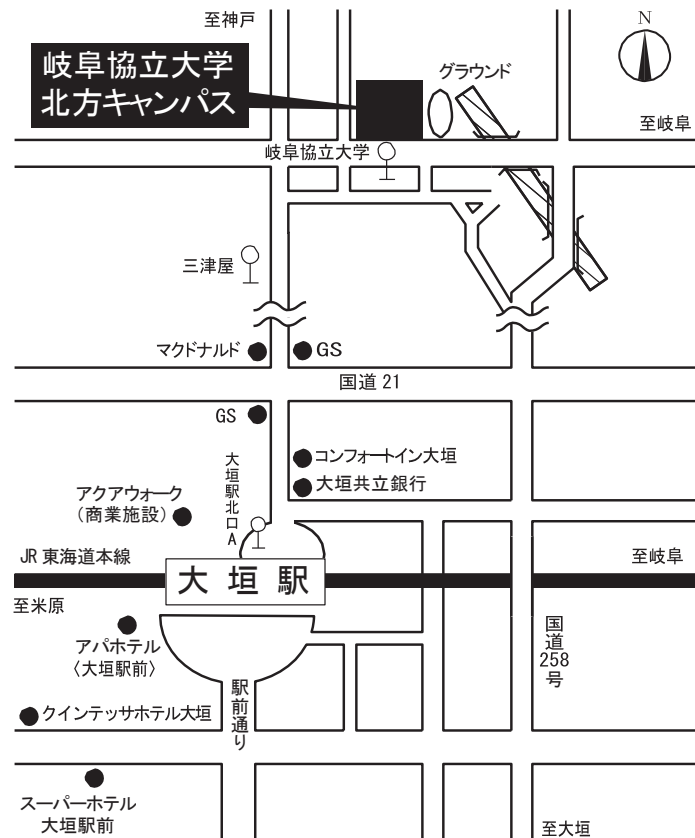 至神戸
N
岐阜協立大学
北方キャンパス
グラウンド
至岐阜
岐阜協立大学
三津屋
マクドナルド
GS
国道 21
GS
大垣駅北口A
コンフォートイン大垣
大垣共立銀行
アクアウォーク
(商業施設)
JR 東海道本線
至岐阜
大垣駅
至米原
アパホテル
〈大垣駅前〉
国道258号
駅前通り
クインテッサホテル大垣
スーパーホテル
大垣駅前
至大垣